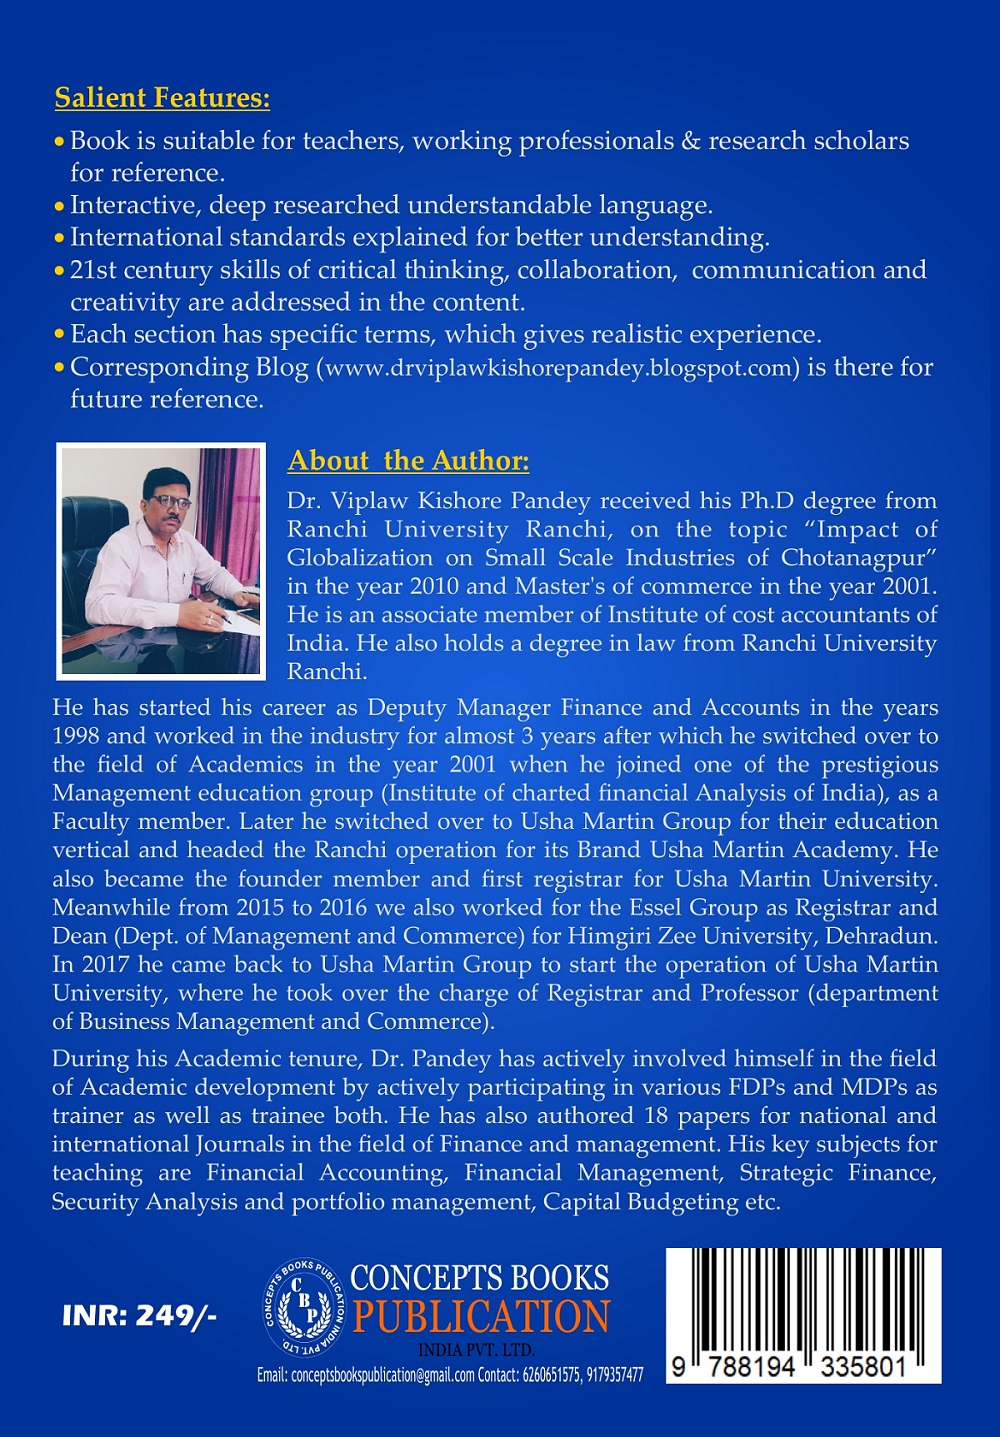 Salient Features:
• Book is suitable for teachers, working professionals & research scholars
for reference.
• Interactive, deep researched understandable language.
• International standards explained for better understanding.
• 21st century skills of critical thinking, collaboration, communication and
creativity are addressed in the content.
• Each section has specific terms, which gives realistic experience.
• Corresponding Blog (www.drviplawkishorepandey.blogspot.com) is there for
future reference.
About the Author:
Dr. Viplaw Kishore Pandey received his Ph.D degree from
Ranchi University Ranchi, on the topic “Impact of
Globalization on Small Scale Industries of Chotanagpur”
in the year 2010 and Master's of commerce in the year 2001.
He is an associate member of Institute of cost accountants of
India. He also holds a degree in law from Ranchi University
Ranchi.
He has started his career as Deputy Manager Finance and Accounts in the years
1998 and worked in the industry for almost 3 years after which he switched over to
the field of Academics in the year 2001 when he joined one of the prestigious
Management education group (Institute of charted financial Analysis of India), as a
Faculty member. Later he switched over to Usha Martin Group for their education
vertical and headed the Ranchi operation for its Brand Usha Martin Academy. He
also became the founder member and first registrar for Usha Martin University.
Meanwhile from 2015 to 2016 we also worked for the Essel Group as Registrar and
Dean (Dept. of Management and Commerce) for Himgiri Zee University, Dehradun.
In 2017 he came back to Usha Martin Group to start the operation of Usha Martin
University, where he took over the charge of Registrar and Professor (department
of Business Management and Commerce).
During his Academic tenure, Dr. Pandey has actively involved himself in the field
of Academic development by actively participating in various FDPs and MDPs as
trainer as well as trainee both. He has also authored 18 papers for national and
international Journals in the field of Finance and management. His key subjects for
teaching are Financial Accounting, Financial Management, Strategic Finance,
Security Analysis and portfolio management, Capital Budgeting etc.
INR: 249/-
CONCEPTS BOOKS PUBLICATION INDIA PVT. LTD.
CBP
CONCEPTS BOOKS
PUBLICATION
INDIA PVT. LTD.
Email: conceptsbookspublication@gmail.com Contact: 6260651575, 9179357477
9 788194 335801